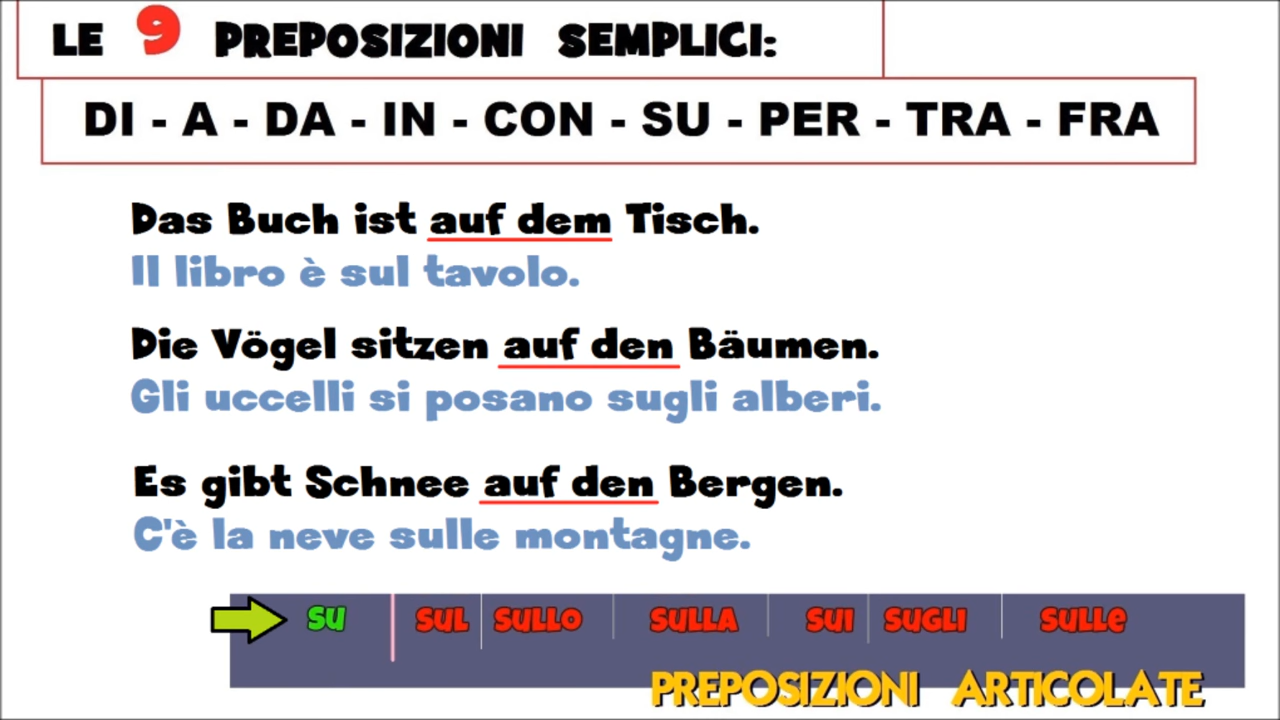 LE 9 PREPOSIZIONI SEMPLICI:
DI - A - DA - IN - CON - SU - PER - TRA - FRA
Das Buch ist auf dem Tisch.
Il libro è sul tavolo.
Die Vögel sitzen auf den Bäumen.
Gli uccelli si posano sugli alberi.
Es gibt Schnee auf den Bergen.
C'è la neve sulle montagne.
SU SUL SULLO SULLA SUI SUGLI SULLE
PREPOSIZIONI ARTICOLATE